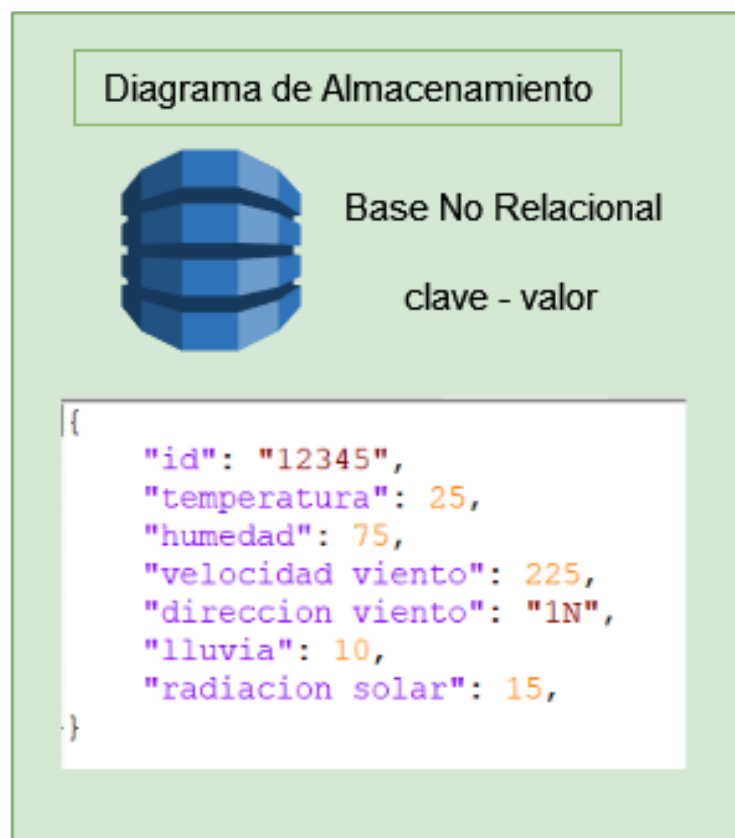 Diagrama de Almacenamiento
Base No Relacional
clave - valor
{
"id": "12345",
"temperatura": 25,
"humedad": 75,
"velocidad viento": 225,
"direccion viento": "1N",
"lluvia": 10,
"radiacion solar": 15,
}